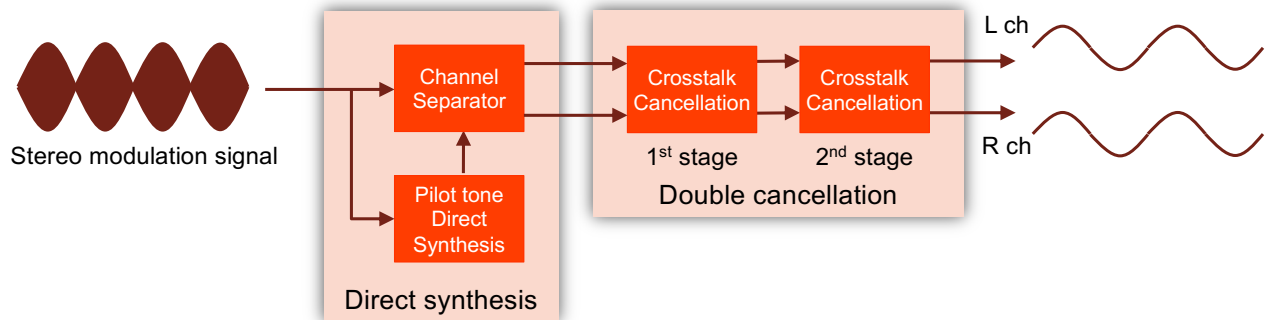 Stereo modulation signal
Channel
Separator
Pilot tone
Direct
Synthesis
Direct synthesis
Crosstalk
Cancellation
1st stage
Crosstalk
Cancellation
2nd stage
Double cancellation
L ch
R ch